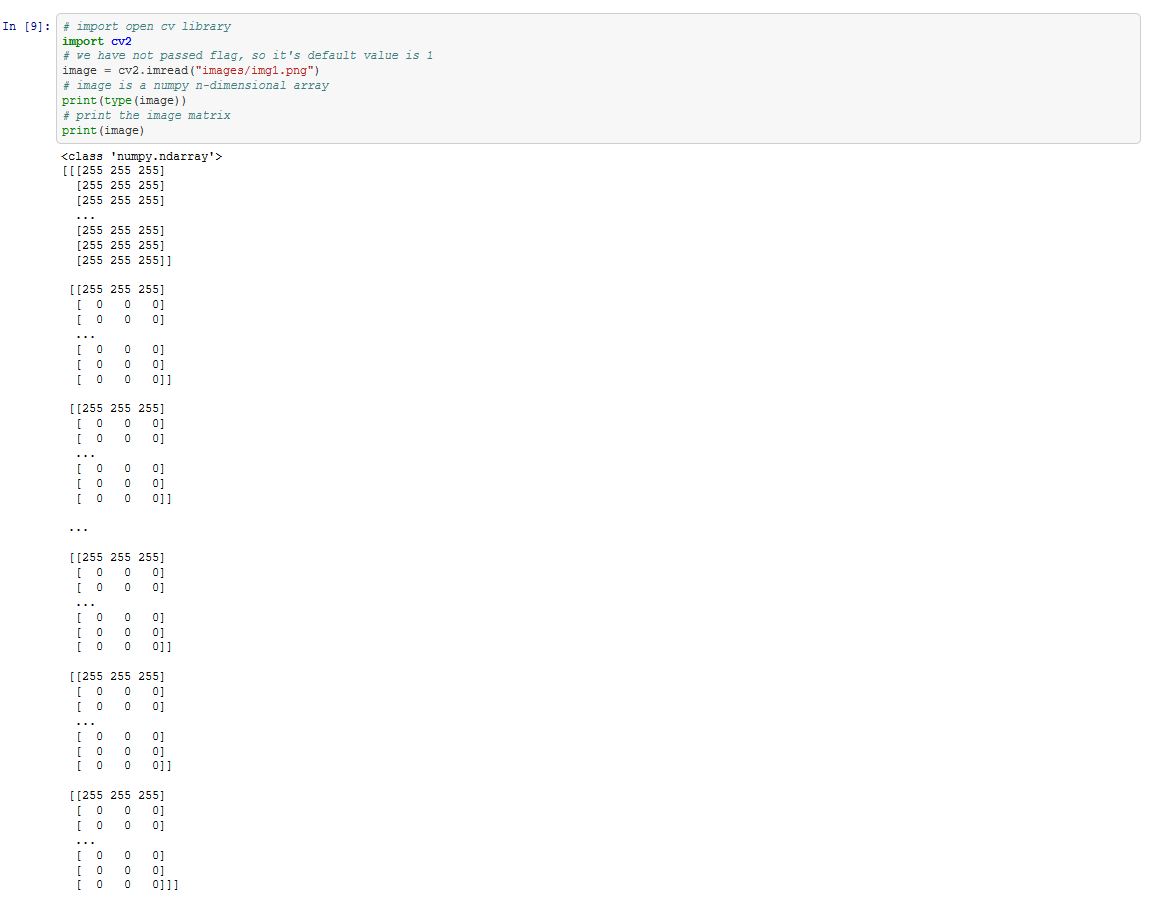 In [9]: # import open cv library
import cv2
# we have not passed flag, so it's default value is 1
image = cv2.imread("images/img1.png")
# image is a numpy n-dimensional array
print(type(image))
# print the image matrix
print(image)
<class 'numpy.ndarray'>
[[[255 255 255]
  [255 255 255]
  [255 255 255]
  ...
  [255 255 255]
  [255 255 255]
  [255 255 255]]

 [[255 255 255]
  [  0   0   0]
  [  0   0   0]
  ...
  [  0   0   0]
  [  0   0   0]
  [  0   0   0]]

 [[255 255 255]
  [  0   0   0]
  [  0   0   0]
  ...
  [  0   0   0]
  [  0   0   0]
  [  0   0   0]]

 ...

 [[255 255 255]
  [  0   0   0]
  [  0   0   0]
  ...
  [  0   0   0]
  [  0   0   0]
  [  0   0   0]]

 [[255 255 255]
  [  0   0   0]
  [  0   0   0]
  ...
  [  0   0   0]
  [  0   0   0]
  [  0   0   0]]

 [[255 255 255]
  [  0   0   0]
  [  0   0   0]
  ...
  [  0   0   0]
  [  0   0   0]
  [  0   0   0]]]